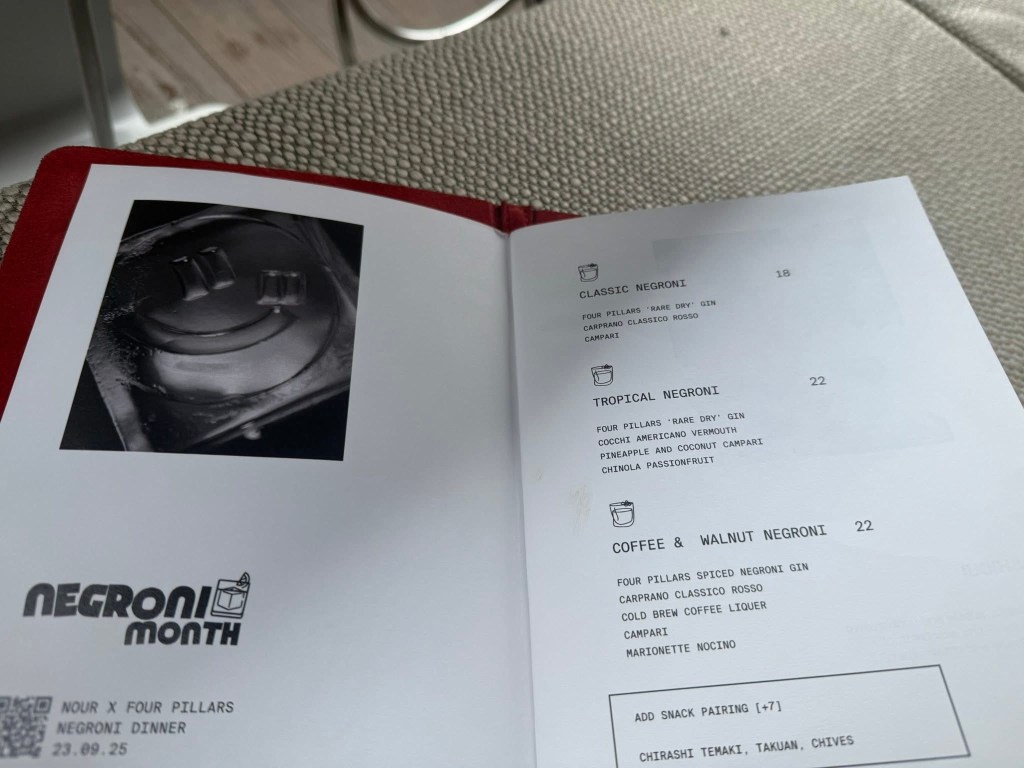 NEGRONI
MONTH
NOUR X FOUR PILLARS
NEGRONI DINNER
23.09.25
CLASSIC NEGRONI 18
FOUR PILLARS 'RARE DRY' GIN
CARPRANO CLASSICO ROSSO
CAMPARI
TROPICAL NEGRONI 22
FOUR PILLARS 'RARE DRY' GIN
COCCHI AMERICANO VERMOUTH
PINEAPPLE AND COCONUT CAMPARI
CHINOLA PASSIONFRUIT
COFFEE & WALNUT NEGRONI 22
FOUR PILLARS SPICED NEGRONI GIN
CARPRANO CLASSICO ROSSO
COLD BREW COFFEE LIQUER
CAMPARI
MARIONETTE NOCINO
ADD SNACK PAIRING [+7]
CHIRASHI TEMAKI, TAKUAN, CHIVES